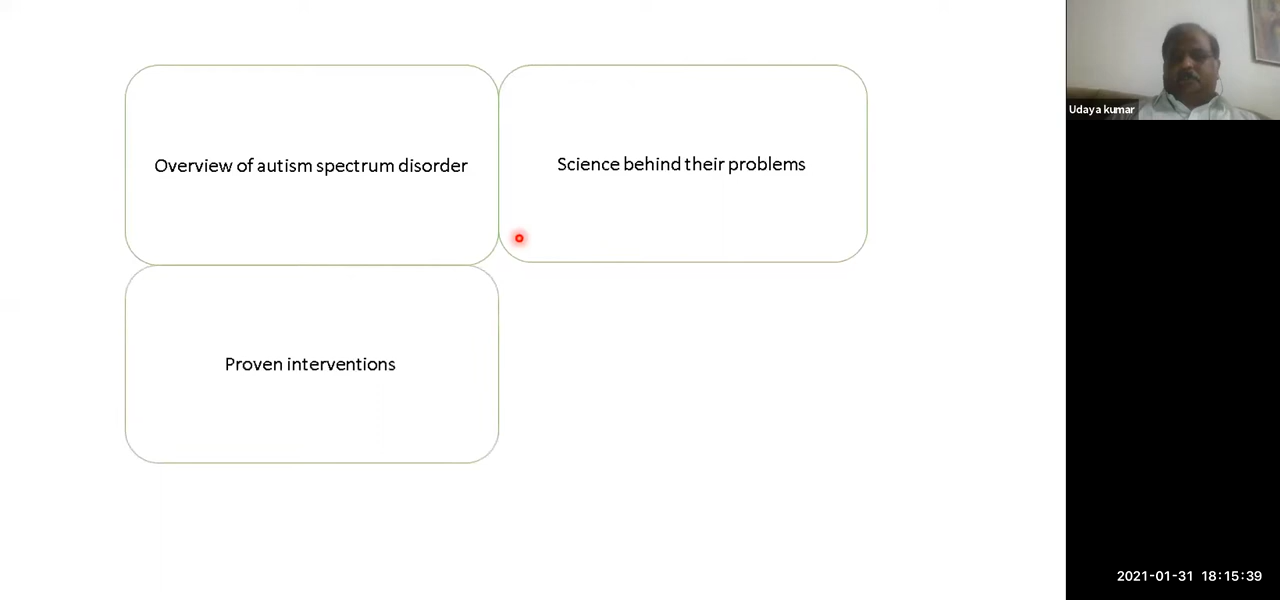 Overview of autism spectrum disorder
Science behind their problems
Proven interventions
Udaya kumar
2021-01-31 18:15:39